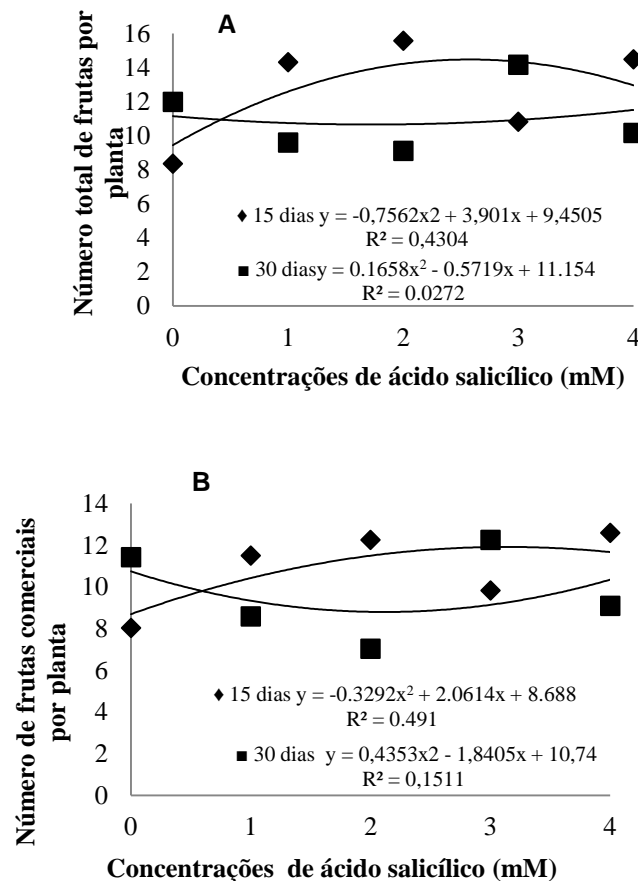 A
Número total de frutas por
planta
16
14
12
10
8
6
4
2
0
♦ 15 dias y = -0,7562x2 + 3,901x + 9,4505
R² = 0,4304
■ 30 diasy = 0.1658x² - 0.5719x + 11.154
R² = 0.0272
0 1 2 3 4
Concentrações de ácido salicílico (mM)
B
Número de frutas comerciais
por planta
14
12
10
8
6
4
2
0
♦ 15 dias y = -0.3292x² + 2.0614x + 8.688
R² = 0.491
■ 30 dias y = 0,4353x2 - 1,8405x + 10,74
R² = 0,1511
0 1 2 3 4
Concentrações de ácido salicílico (mM)